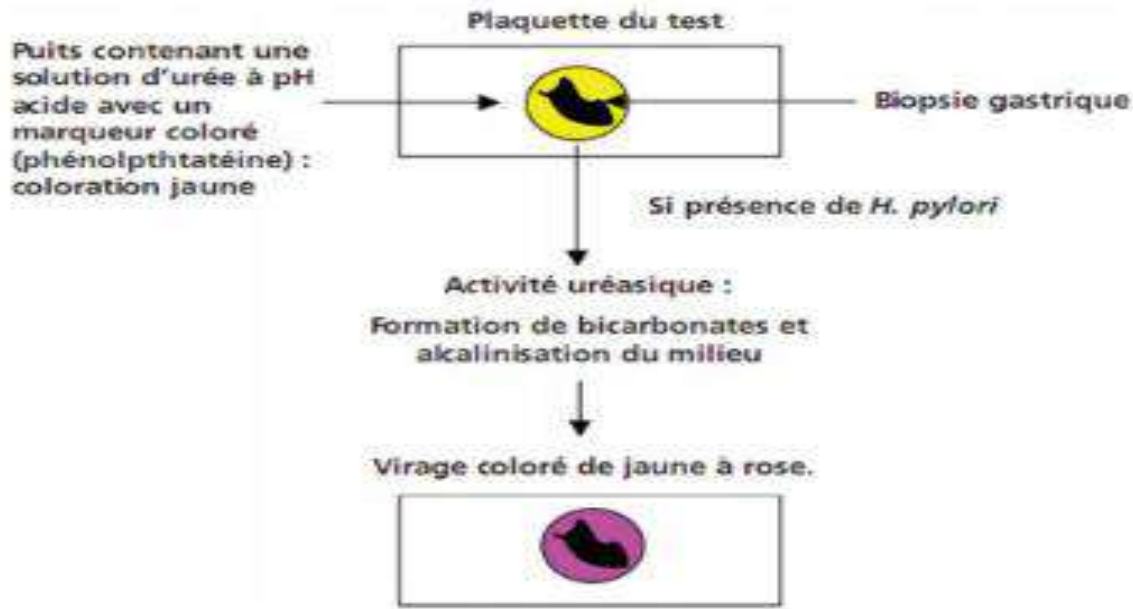 Plaquette du test
Puits contenant une
solution d'urée à pH
acide avec un
marqueur coloré
(phénolpthtatéine) :
coloration jaune
Biopsie gastrique
Si présence de H. pylori
Activité uréasique :
Formation de bicarbonates et
alcalinisation du milieu
Virage coloré de jaune à rose.